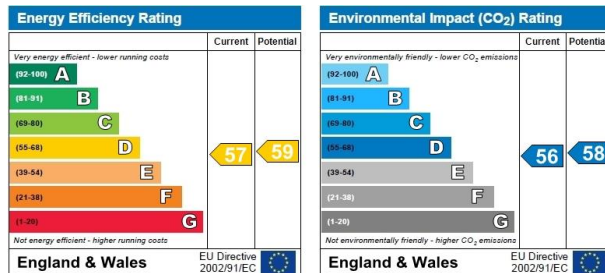 Energy Efficiency Rating
Current Potential
Very energy efficient - lower running costs
(92-100) A
(81-91) B
(69-80) C
(55-68) D
57 59
(39-54) E
(21-38) F
(1-20) G
Not energy efficient - higher running costs
England & Wales
EU Directive
2002/91/EC
Environmental Impact (CO₂) Rating
Current Potential
Very environmentally friendly - lower CO₂ emissions
(92-100) A
(81-91) B
(69-80) C
(55-68) D
56 58
(39-54) E
(21-38) F
(1-20) G
Not environmentally friendly - higher CO₂ emissions
England & Wales
EU Directive
2002/91/EC